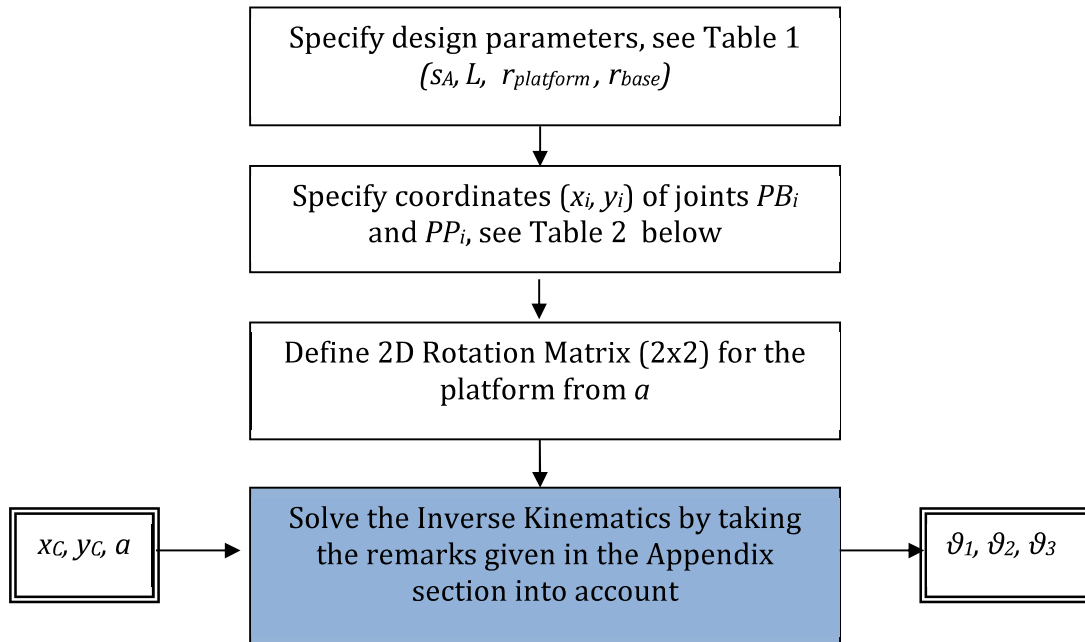 Specify design parameters, see Table 1
(sA, L, rplatform , rbase)
Specify coordinates (xi, yi) of joints PBi
and PPi, see Table 2 below
Define 2D Rotation Matrix (2x2) for the
platform from a
Solve the Inverse Kinematics by taking
the remarks given in the Appendix
section into account
xC, yC, a
ϑ1, ϑ2, ϑ3